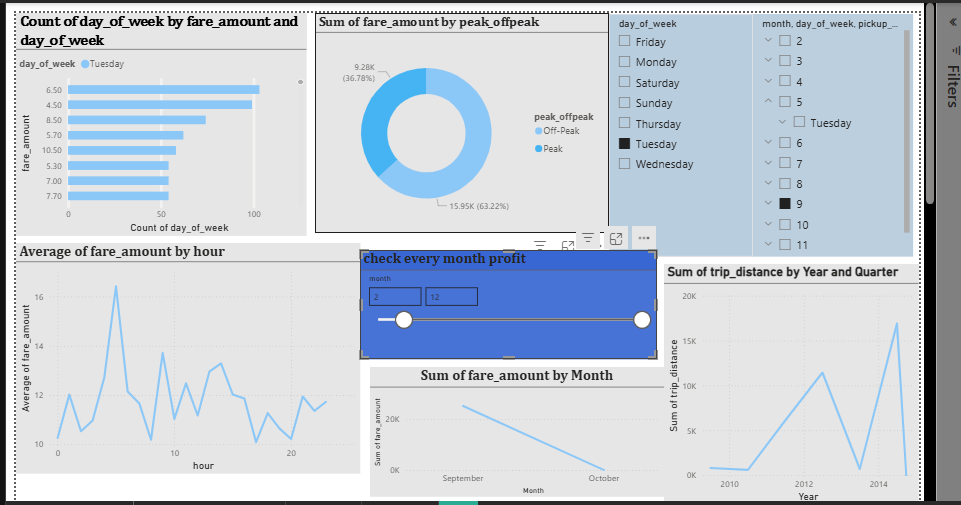 Count of day_of_week by fare_amount and
day_of_week
day_of_week Tuesday
fare_amount
6.50
4.50
8.50
5.70
10.50
5.30
7.00
7.70
0 50 100
Count of day_of_week
Sum of fare_amount by peak_offpeak
9.28K
(36.78%)
15.95K (63.22%)
peak_offpeak
Off-Peak
Peak
day_of_week
Friday
Monday
Saturday
Sunday
Thursday
Tuesday
Wednesday
month, day_of_week, pickup_...
2
3
4
5
Tuesday
6
7
8
9
10
11
Filters
Average of fare_amount by hour
Average of fare_amount
16
14
12
10
0 10 20
hour
check every month profit
month
2 12
Sum of fare_amount by Month
Sum of fare_amount
20K
0K
September October
Month
Sum of trip_distance by Year and Quarter
Sum of trip_distance
20K
15K
10K
5K
0K
2010 2012 2014
Year